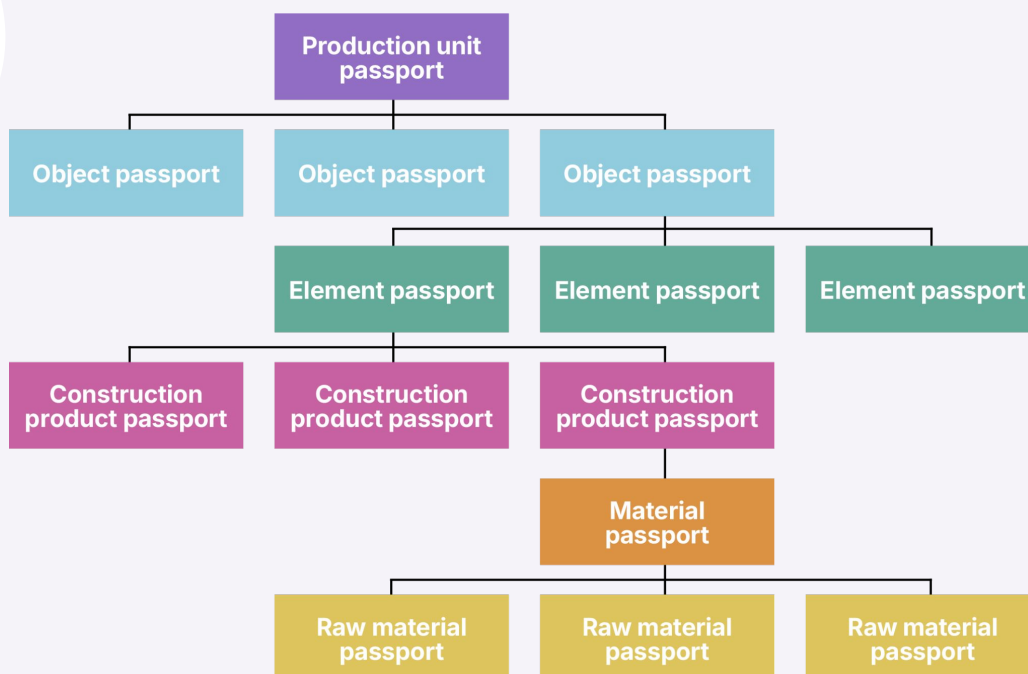 Production unit
passport
Object passport
Object passport
Object passport
Element passport
Element passport
Element passport
Construction
product passport
Construction
product passport
Construction
product passport
Material
passport
Raw material
passport
Raw material
passport
Raw material
passport